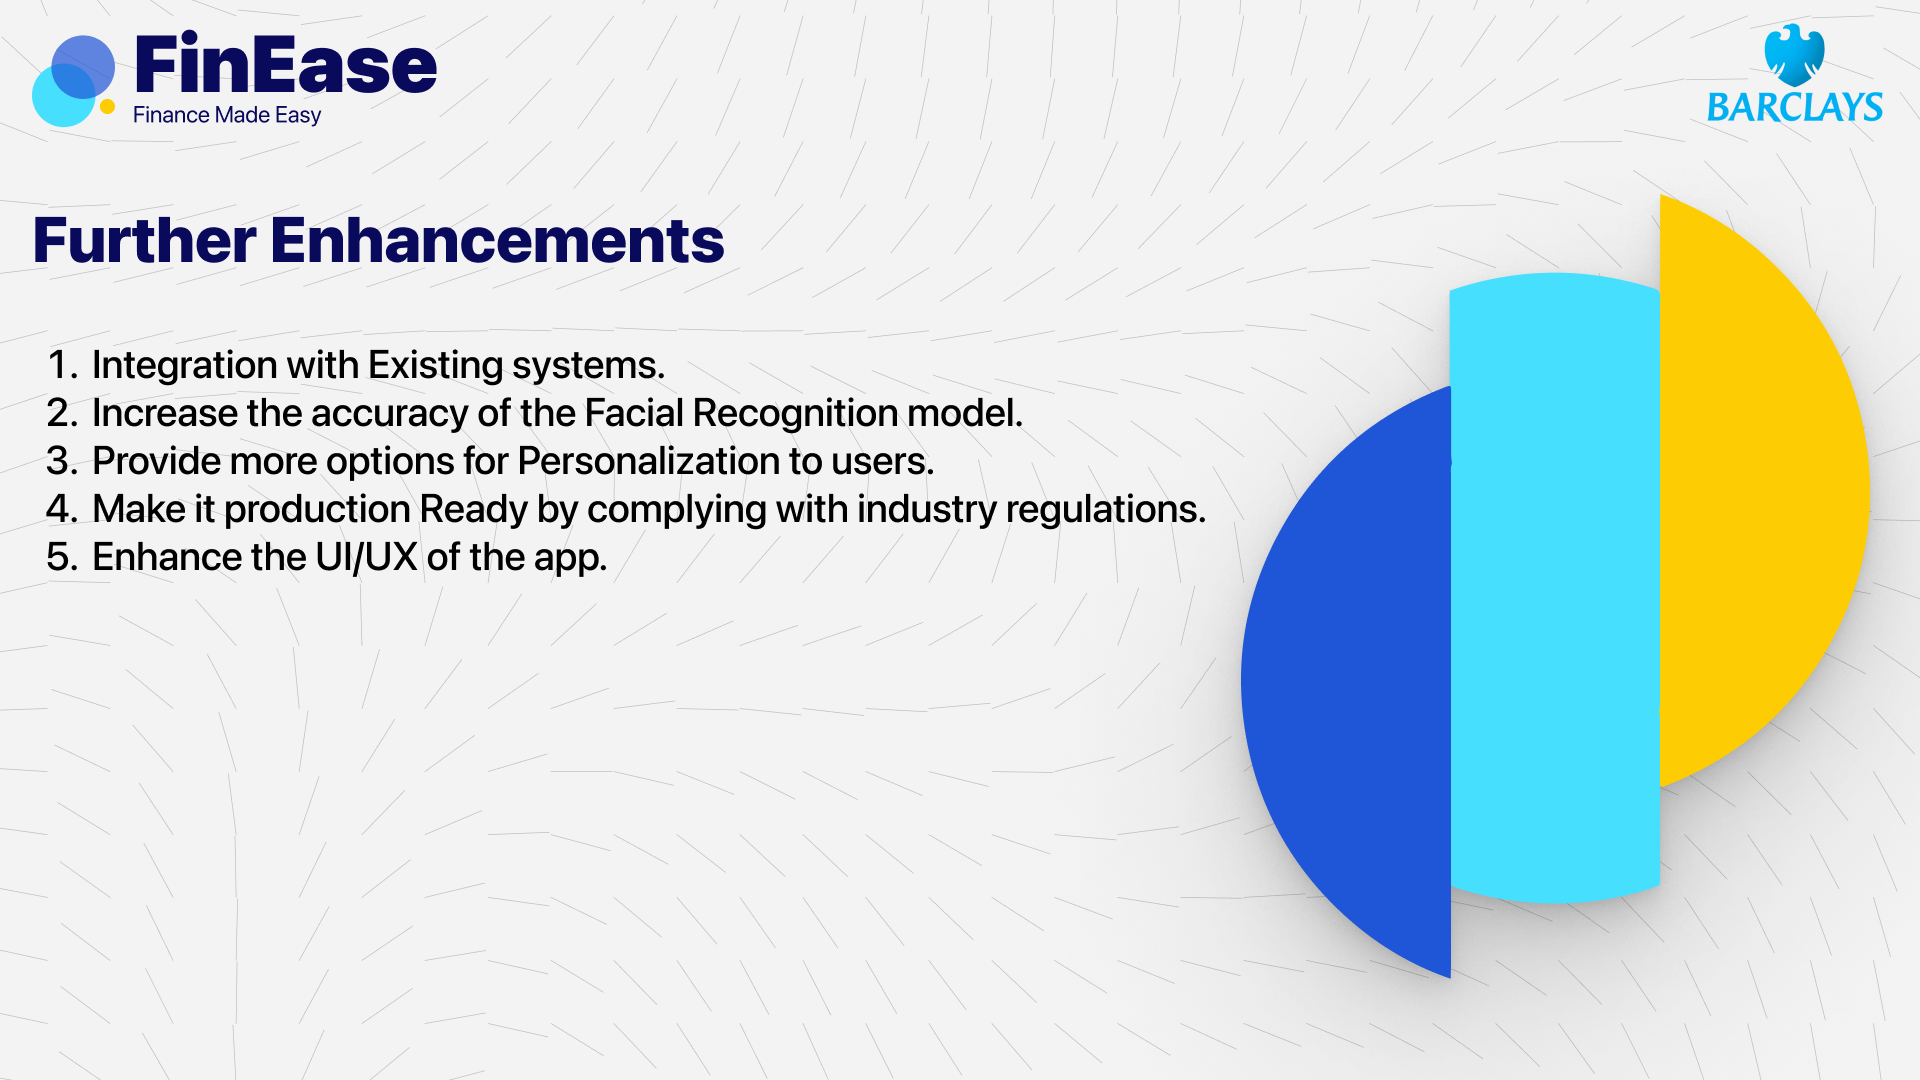 FinEase
Finance Made Easy
BARCLAYS
Further Enhancements
1. Integration with Existing systems.
2. Increase the accuracy of the Facial Recognition model.
3. Provide more options for Personalization to users.
4. Make it production Ready by complying with industry regulations.
5. Enhance the UI/UX of the app.